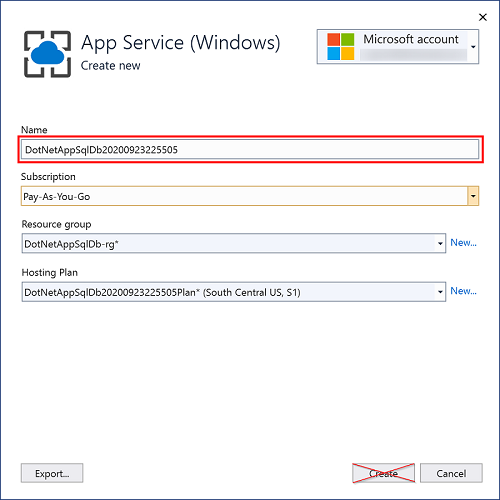 App Service (Windows)
Create new
Microsoft account
Name
DotNetAppSqlDb20200923225505
Subscription
Pay-As-You-Go
Resource group
DotNetAppSqlDb-rg*
New...
Hosting Plan
DotNetAppSqlDb20200923225505Plan* (South Central US, S1)
New...
Export...
Create
Cancel